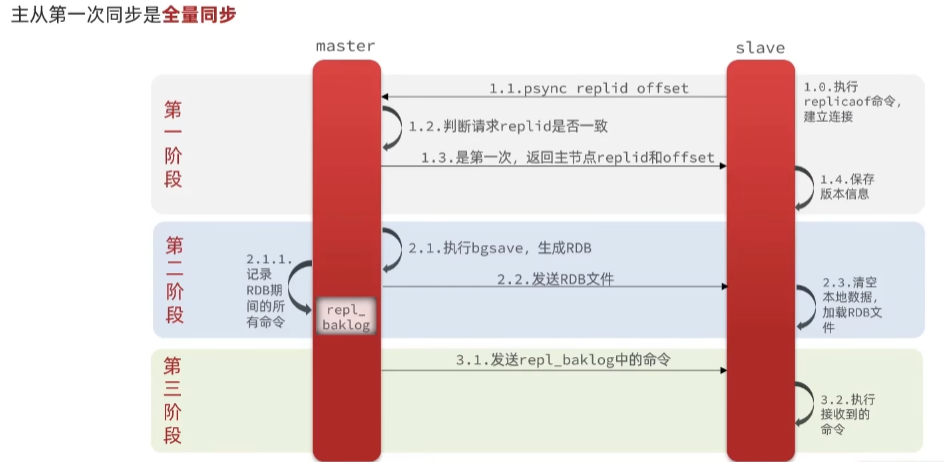 主从第一次同步是全量同步
master
slave
第
一
阶
段
1.0.执行
replicaof命令,
建立连接
1.1.psync replid offset
1.2.判断请求replid是否一致
1.3.是第一次, 返回主节点replid和offset
1.4.保存
版本信息
第
二
阶
段
2.1.执行bgsave, 生成RDB
2.1.1.
记录
RDB期
间的所
有命令
repl_
baklog
2.2.发送RDB文件
2.3.清空
本地数据,
加载RDB文
件
第
三
阶
段
3.1.发送repl_baklog中的命令
3.2.执行
接收到的
命令